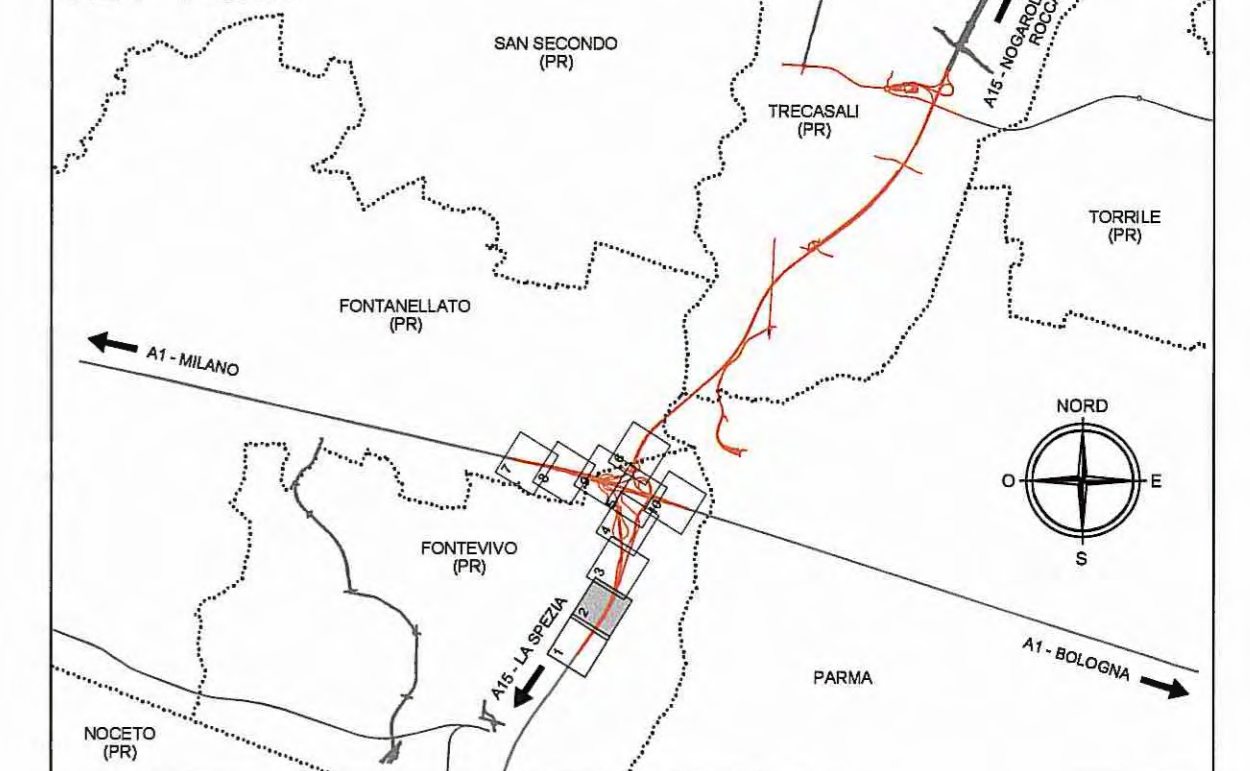 SAN SECONDO
(PR)
A15 - NOGAROL
ROCCA
TRECASALI
(PR)
TORRILE
(PR)
FONTANELLATO
(PR)
A1 - MILANO
NORD
O
E
S
7
8
9
6
5
10
4
3
2
1
FONTEVIVO
(PR)
A15 - LA SPEZIA
A1 - BOLOGNA
PARMA
NOCETO
(PR)